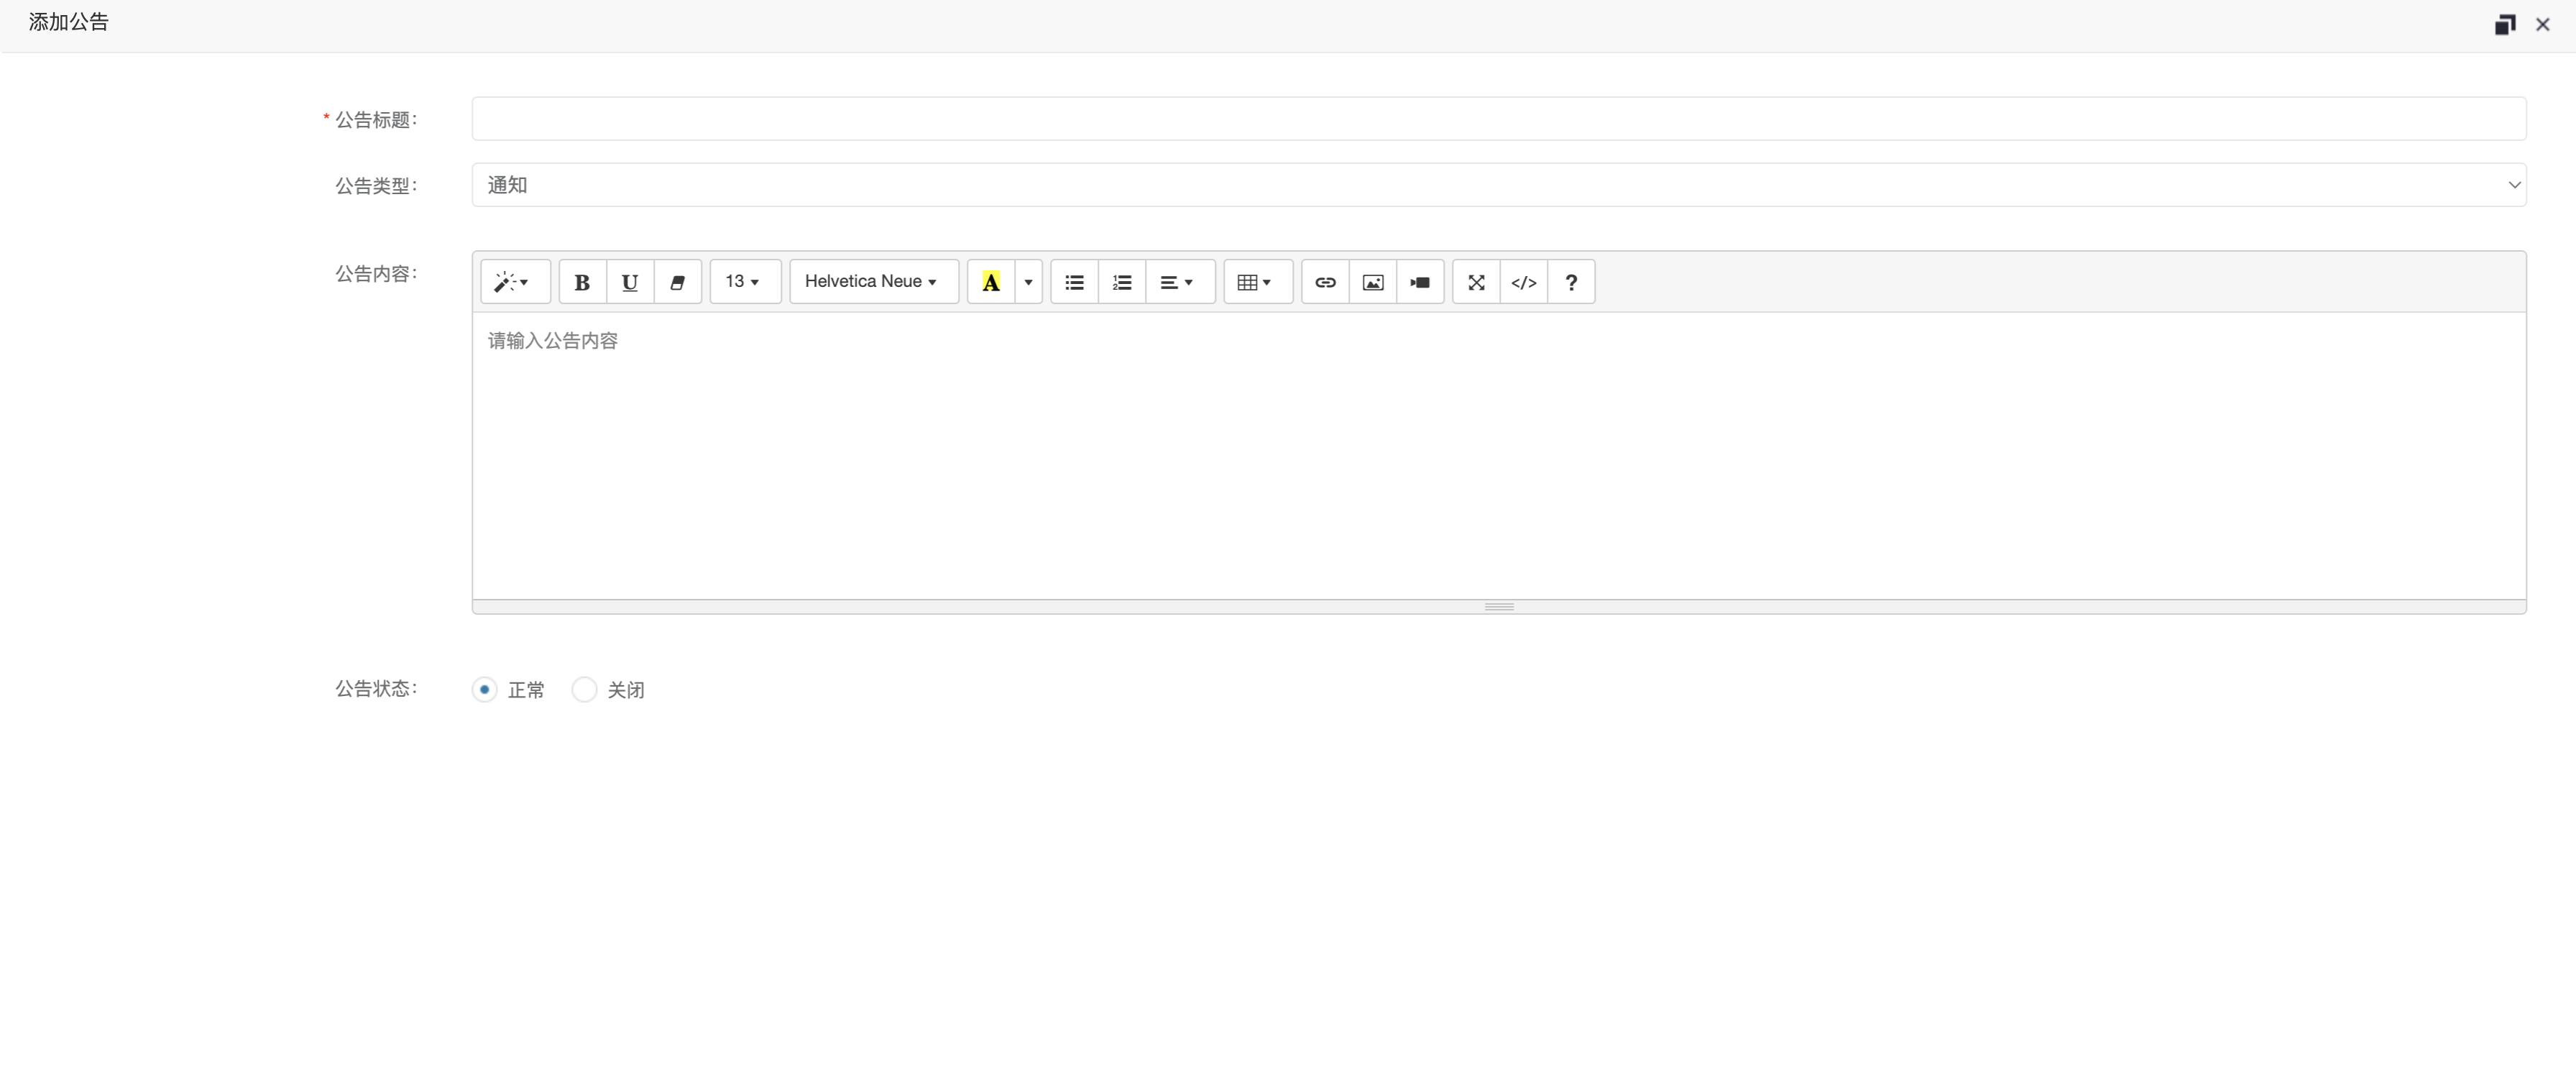 添加公告
* 公告标题：
公告类型： 通知
公告内容： B U 13 Helvetica Neue A </> ?
请输入公告内容
公告状态： 正常 关闭